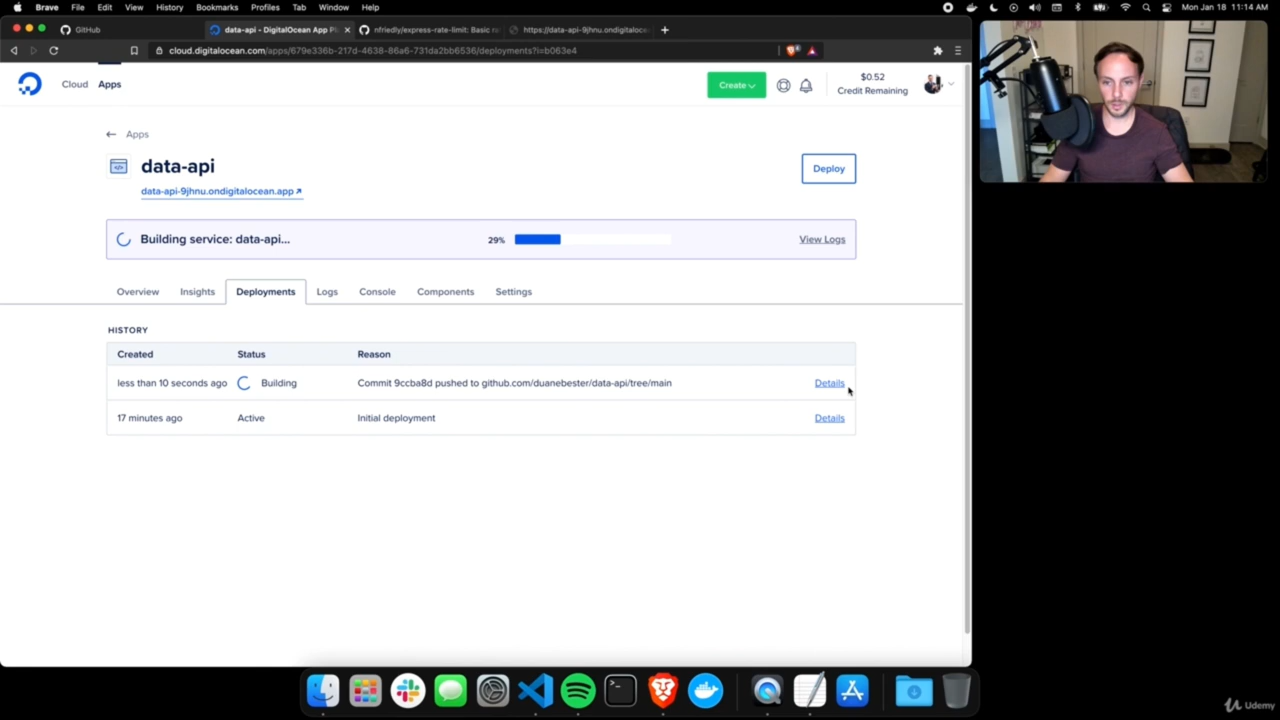 Brave File Edit View History Bookmarks Profiles Tab Window Help Mon Jan 18 11:14 AM
GitHub data-api - DigitalOcean App Pl nfriedly/express-rate-limit: Basic ra https://data-api-9jhnu.ondigitalocea
cloud.digitalocean.com/apps/679e336b-217d-4638-86a6-731da2bb6536/deployments?i=b063e4
Cloud Apps Create $0.52
Credit Remaining
← Apps
data-api
data-api-9jhnu.ondigitalocean.app
Deploy
Building service: data-api... 29% View Logs
Overview Insights Deployments Logs Console Components Settings
HISTORY
Created Status Reason
less than 10 seconds ago Building Commit 9ccba8d pushed to github.com/duanebester/data-api/tree/main Details
17 minutes ago Active Initial deployment Details
Udemy